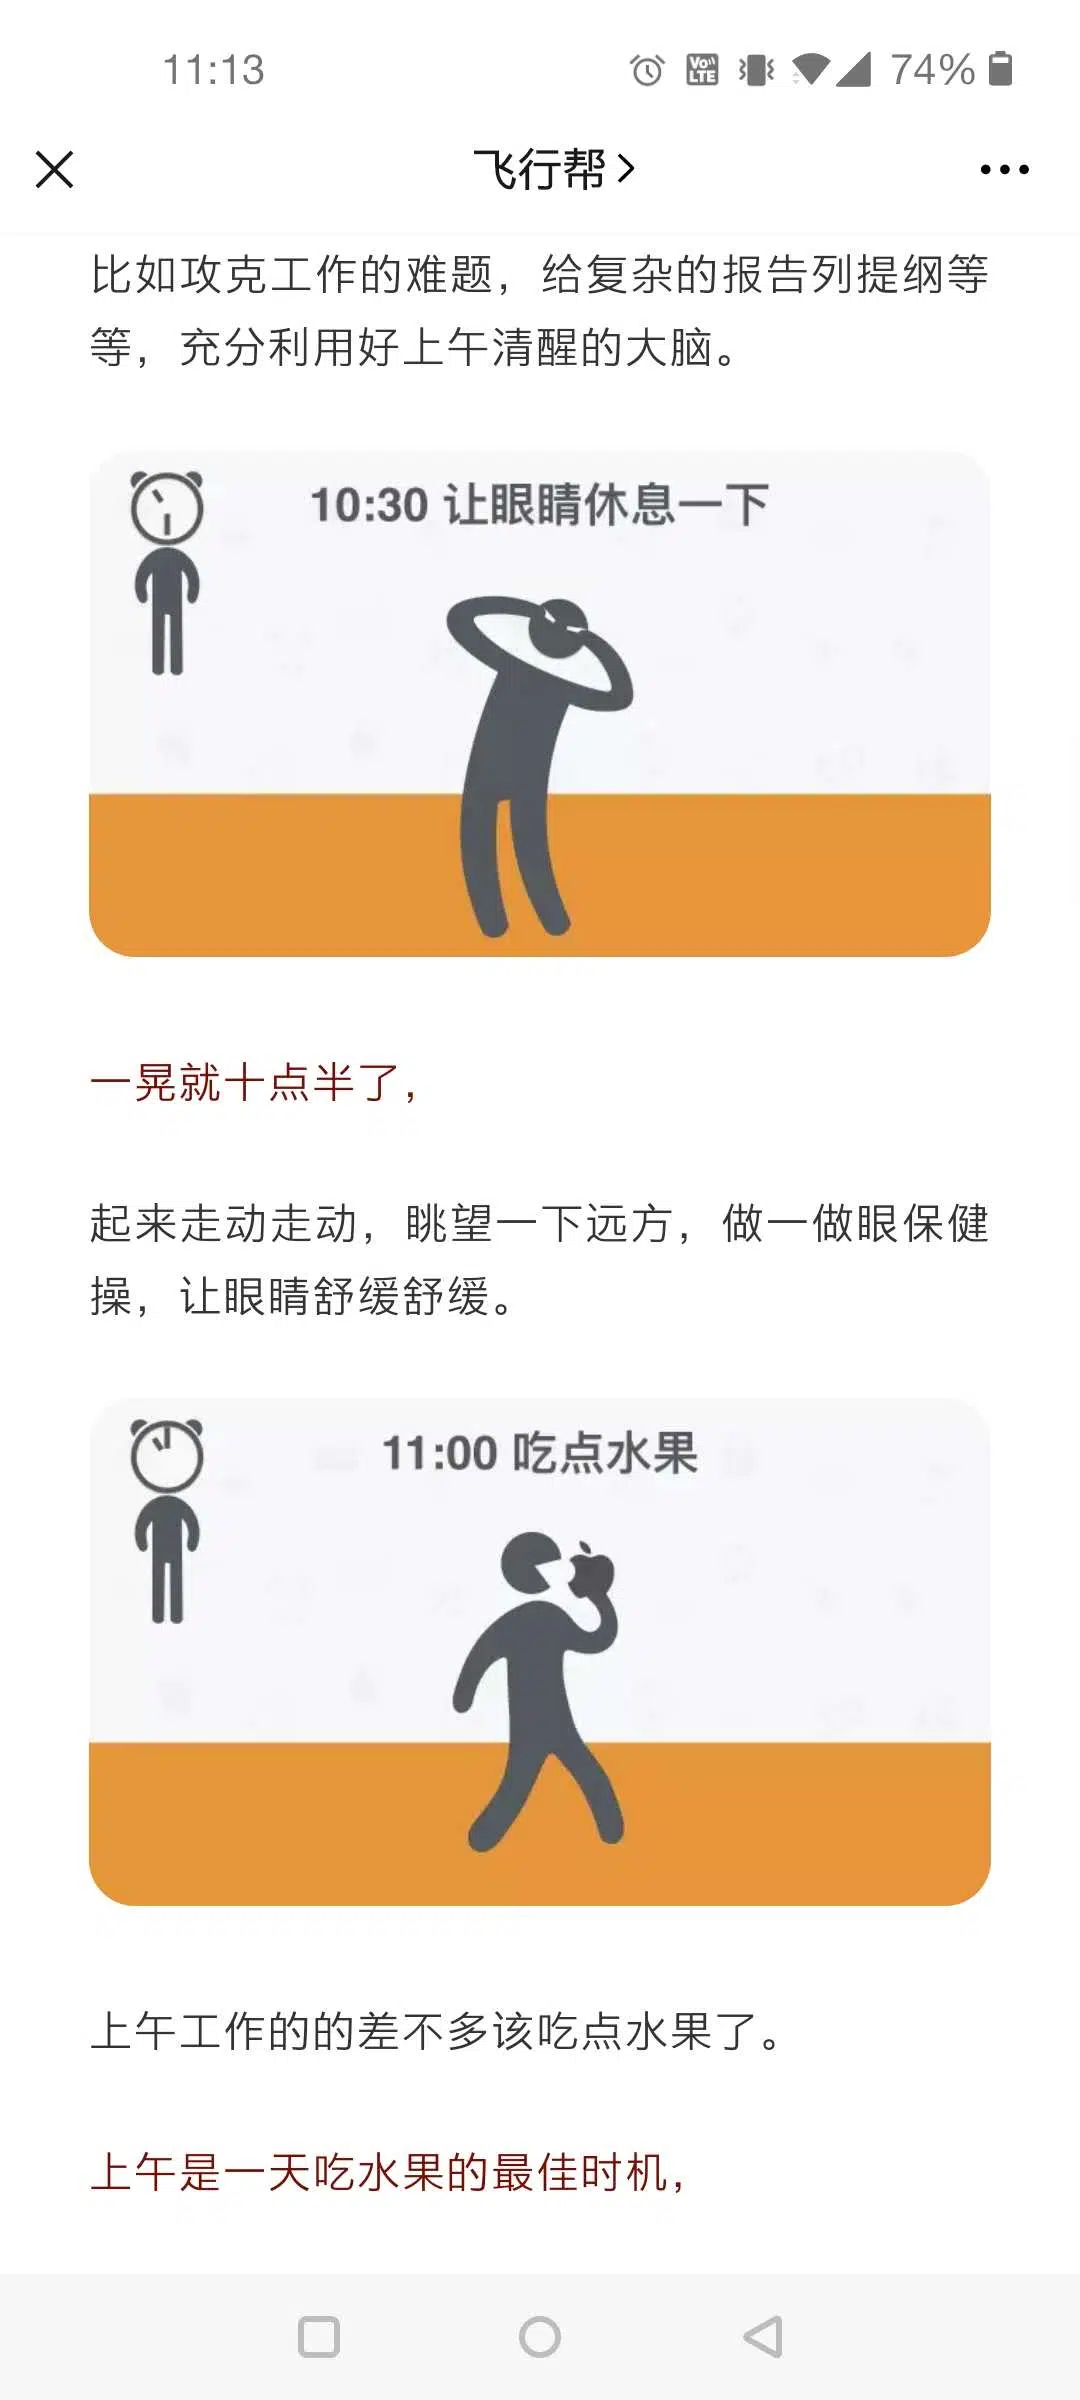 11:13
Vo LTE
74%
飞行帮
比如攻克工作的难题，给复杂的报告列提纲等
等，充分利用好上午清醒的大脑。
10:30 让眼睛休息一下
一晃就十点半了，
起来走动走动，眺望一下远方，做一做眼保健
操，让眼睛舒缓舒缓。
11:00 吃点水果
上午工作的的差不多该吃点水果了。
上午是一天吃水果的最佳时机，